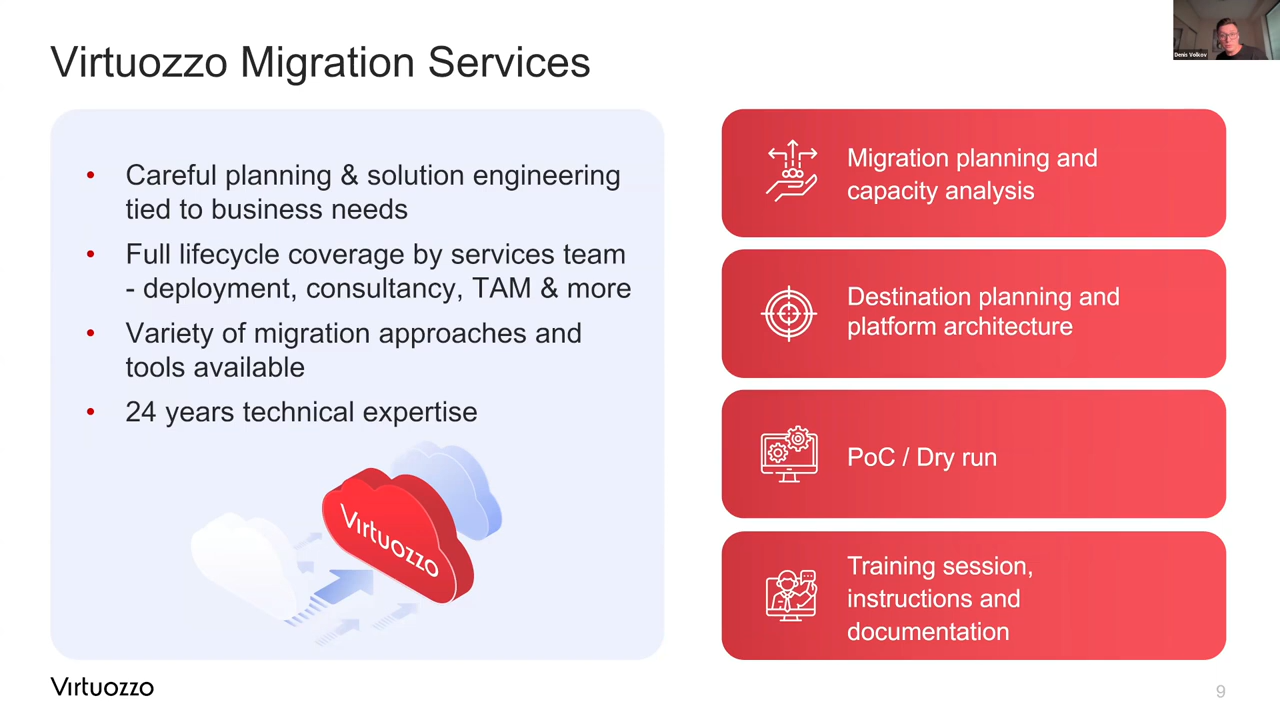 Virtuozzo Migration Services
Denis Volkov
• Careful planning & solution engineering
tied to business needs
• Full lifecycle coverage by services team
- deployment, consultancy, TAM & more
• Variety of migration approaches and
tools available
• 24 years technical expertise
Virtuozzo
Migration planning and
capacity analysis
Destination planning and
platform architecture
PoC / Dry run
Training session,
instructions and
documentation
Virtuozzo
9